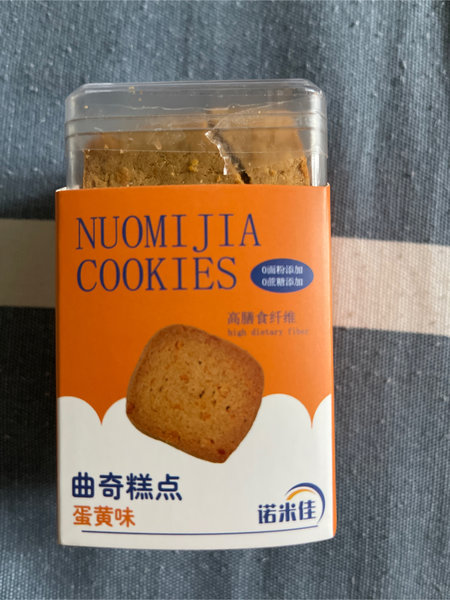 NUOMIJIA
COOKIES
0面粉添加
0蔗糖添加
高膳食纤维
high dietary fiber
曲奇糕点
蛋黄味
诺米佳